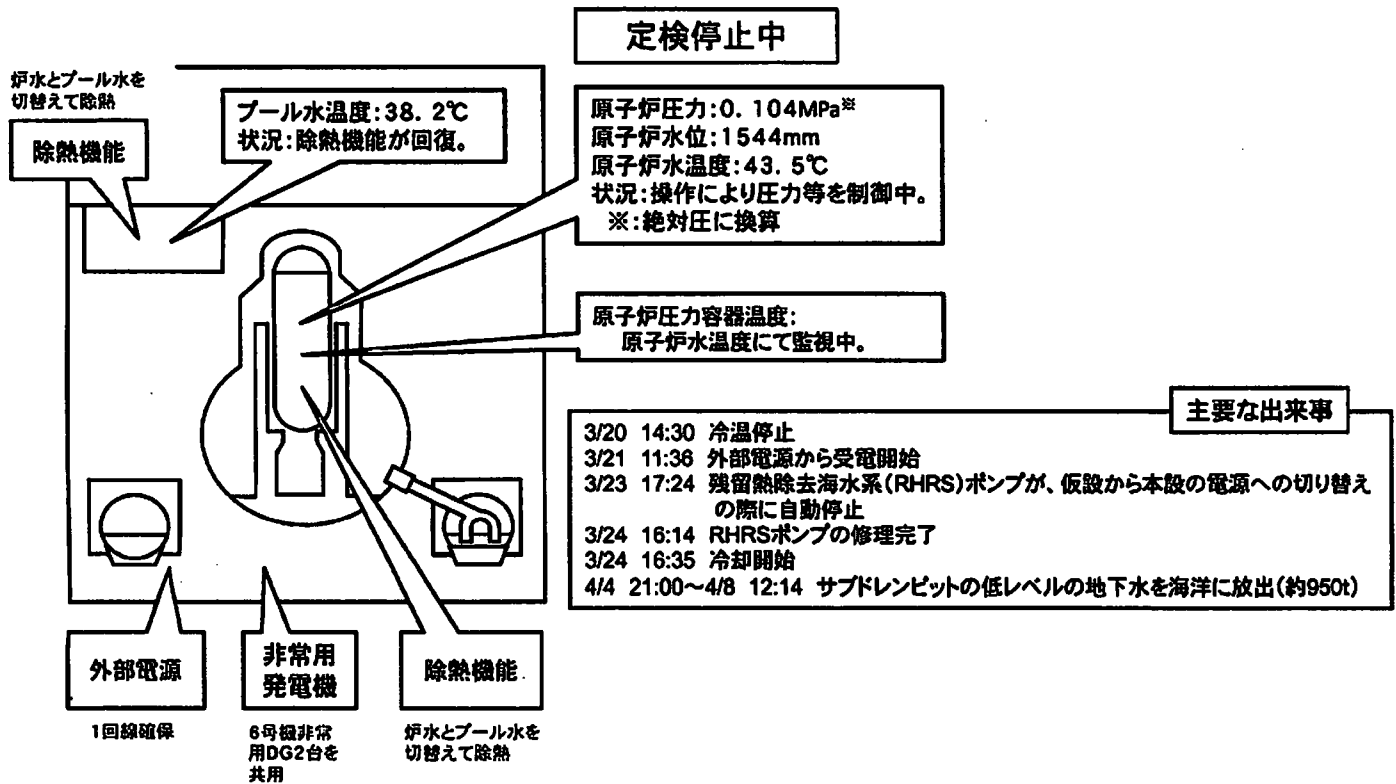 定検停止中
炉水とプール水を
切替えて除熱
除熱機能
プール水温度:38.2℃
状況:除熱機能が回復。
原子炉圧力:0.104MPa※
原子炉水位:1544mm
原子炉水温度:43.5℃
状況:操作により圧力等を制御中。
※:絶対圧に換算
原子炉圧力容器温度:
原子炉水温度にて監視中。
主要な出来事
3/20 14:30 冷温停止
3/21 11:36 外部電源から受電開始
3/23 17:24 残留熱除去海水系(RHRS)ポンプが、仮設から本設の電源への切り替え
の際に自動停止
3/24 16:14 RHRSポンプの修理完了
3/24 16:35 冷却開始
4/4 21:00～4/8 12:14 サブドレンピットの低レベルの地下水を海洋に放出(約950t)
外部電源
1回線確保
非常用
発電機
6号機非常
用DG2台を
共用
除熱機能
炉水とプール水を
切替えて除熱